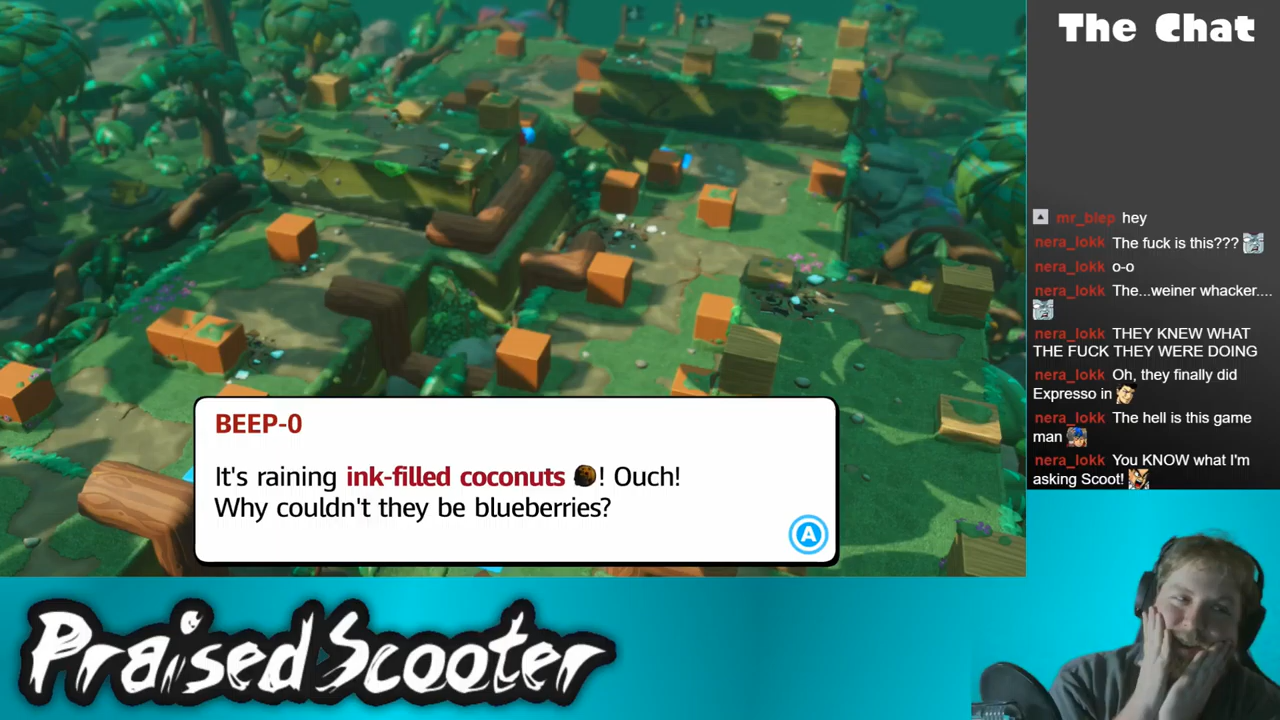 The Chat
mr_biep hey
nera_lokk The fuck is this???
nera_lokk o-o
nera_lokk The...weiner whacker....
nera_lokk THEY KNEW WHAT
THE FUCK THEY WERE DOING
nera_lokk Oh, they finally did
Expresso in
nera_lokk The hell is this game
man
nera_lokk You KNOW what I'm
asking Scoot!
BEEP-0
It's raining ink-filled coconuts ! Ouch!
Why couldn't they be blueberries?
A
PraisedScooter